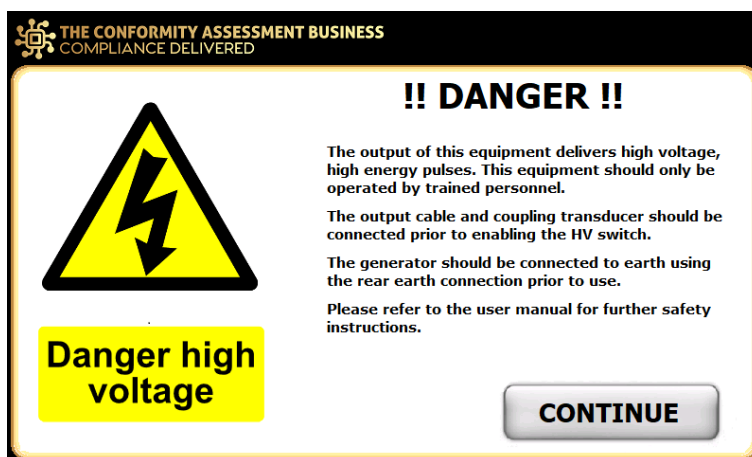 THE CONFORMITY ASSESSMENT BUSINESS
COMPLIANCE DELIVERED
!! DANGER !!
The output of this equipment delivers high voltage,
high energy pulses. This equipment should only be
operated by trained personnel.
The output cable and coupling transducer should be
connected prior to enabling the HV switch.
The generator should be connected to earth using
the rear earth connection prior to use.
Please refer to the user manual for further safety
instructions.
Danger high
voltage
CONTINUE